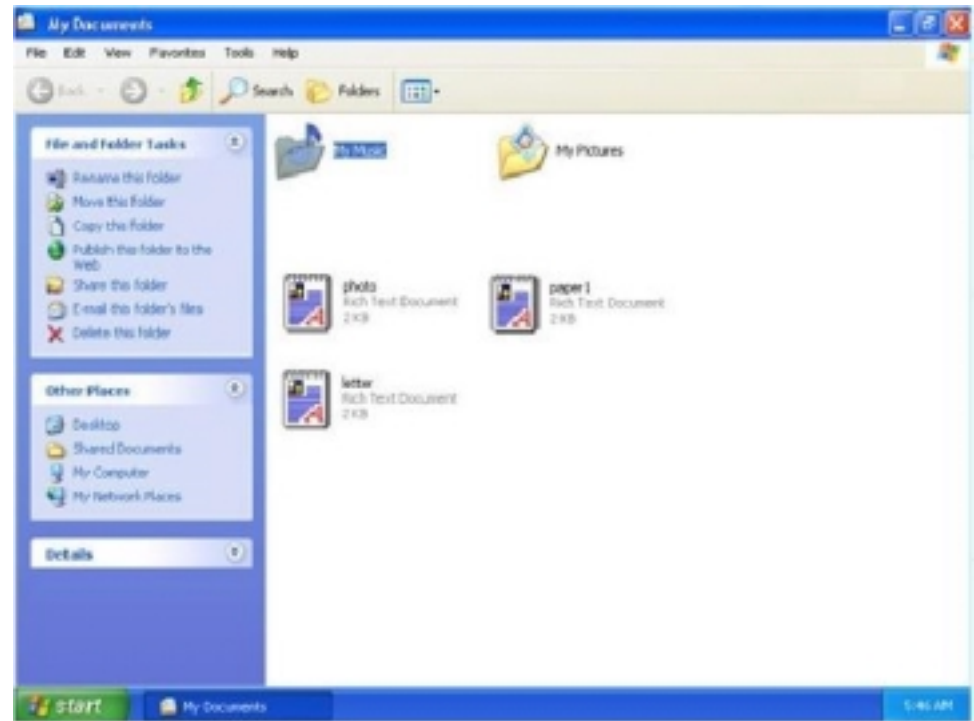 My Documents
File Edit View Favorites Tools Help
Back Search Folders
File and Folder Tasks
Rename this folder
Move this folder
Copy this folder
Publish this folder to the
Web
Share this folder
E-mail this folder's files
Delete this folder
Other Places
Desktop
Shared Documents
My Computer
My Network Places
Details
My Music
My Pictures
photo
Rich Text Document
2 KB
paper1
Rich Text Document
2 KB
letter
Rich Text Document
2 KB
start My Documents 5:46 AM